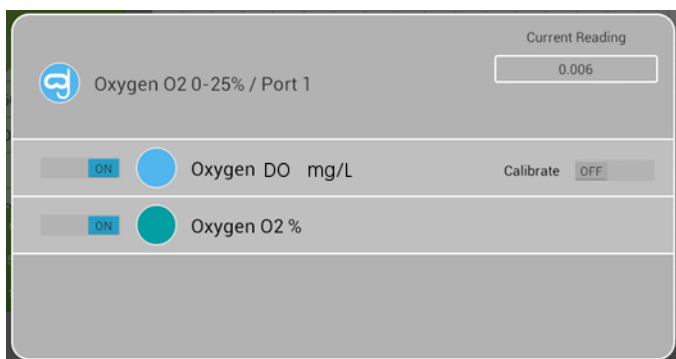 Current Reading
Oxygen O2 0-25% / Port 1
0.006
ON Oxygen DO mg/L Calibrate OFF
ON Oxygen O2 %